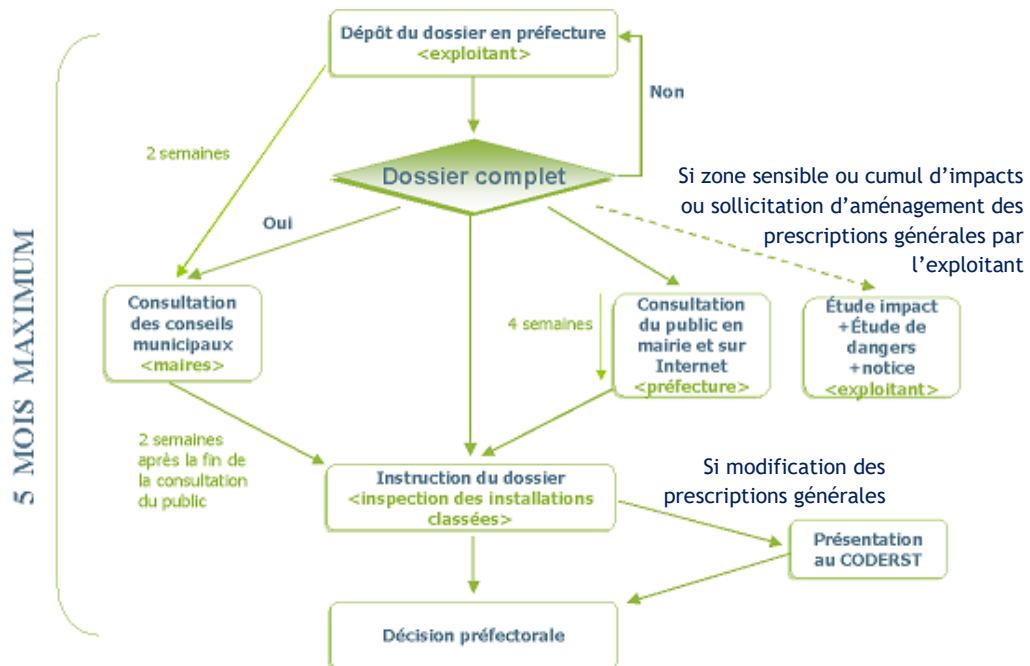 Dépôt du dossier en préfecture
<exploitant>
Non
2 semaines
Dossier complet
Si zone sensible ou cumul d’impacts
ou sollicitation d’aménagement des
prescriptions générales par
l’exploitant
Oui
5 MOIS MAXIMUM
Consultation
des conseils
municipaux
<maires>
4 semaines
Consultation
du public en
mairie et sur
Internet
<préfecture>
Étude impact
+Étude de
dangers
+notice
<exploitant>
2 semaines
après la fin de
la consultation
du public
Instruction du dossier
<inspection des installations
classées>
Si modification des
prescriptions générales
Présentation
au CODERST
Décision préfectorale